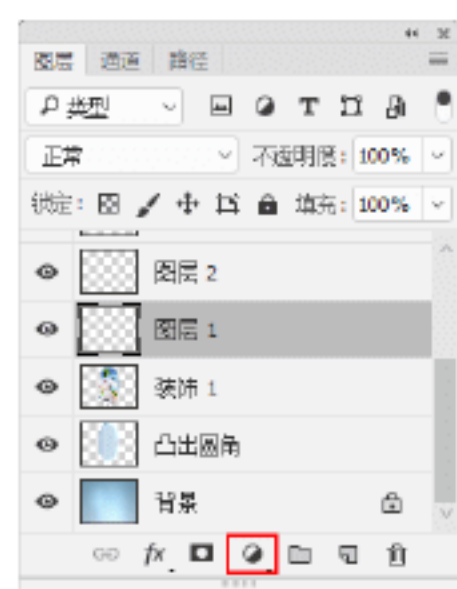 图层 通道 路径
类型 T
正常 不透明度: 100%
锁定: 填充: 100%
图层 2
图层 1
装饰 1
凸出圆角
背景
fx